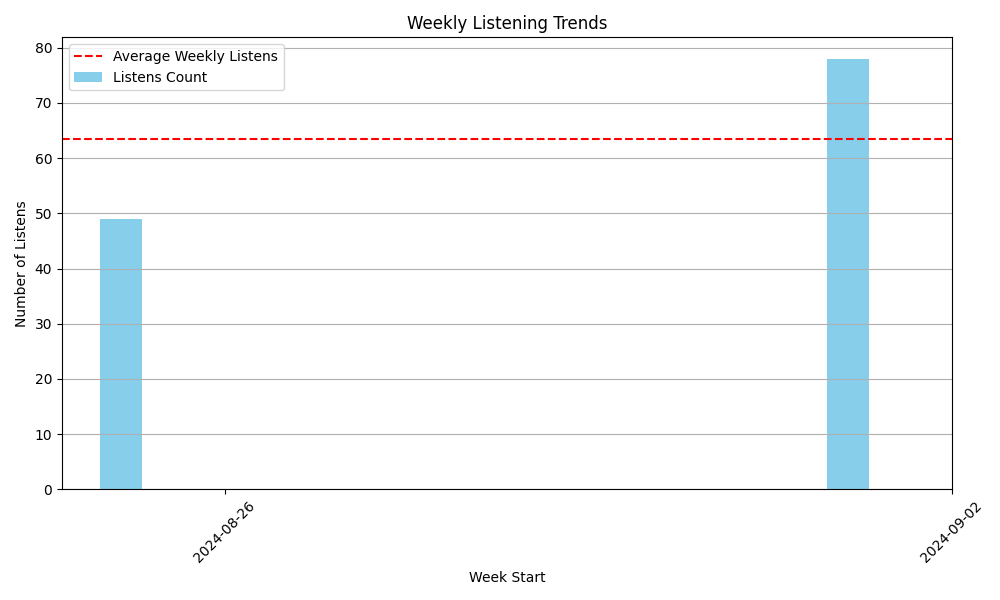 Weekly Listening Trends
Average Weekly Listens
Listens Count
Number of Listens
80
70
60
50
40
30
20
10
0
2024-08-26
2024-09-02
Week Start